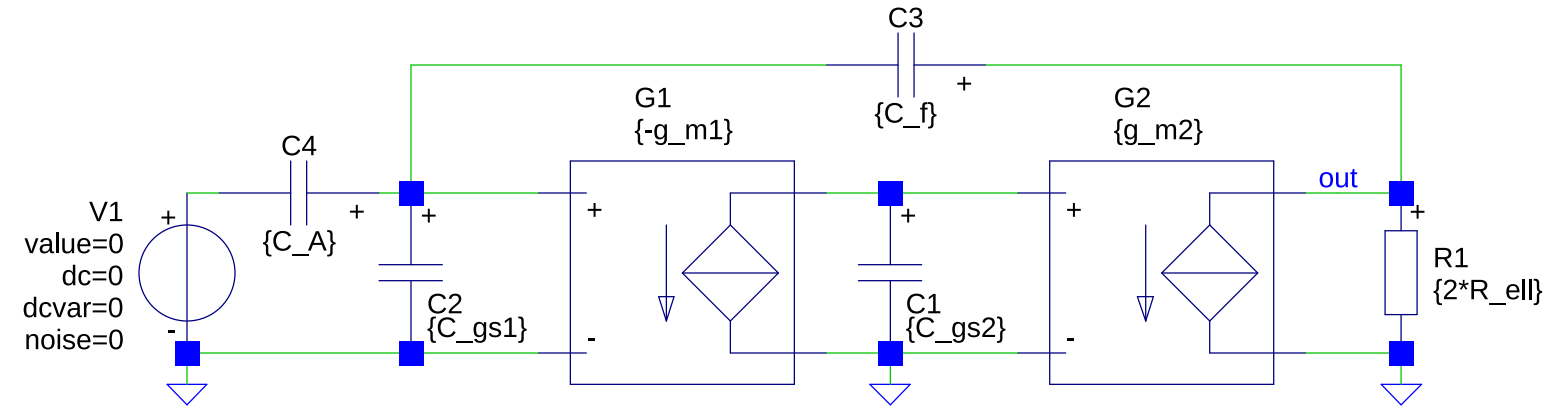 C3
{C_f}
+
G1
{-g_m1}
G2
{g_m2}
C4
{C_A}
+
V1
value=0
dc=0
dcvar=0
noise=0
+
-
+
C2
{C_gs1}
+
-
+
C1
{C_gs2}
+
-
out
+
R1
{2*R_ell}